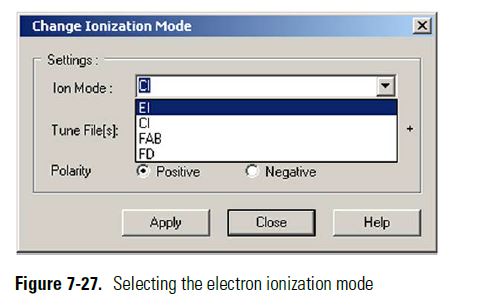 Change Ionization Mode
Settings :
Ion Mode :
CI
EI
CI
FAB
FD
Tune File[s]:
+
Polarity
Positive
Negative
Apply
Close
Help
Figure 7-27. Selecting the electron ionization mode